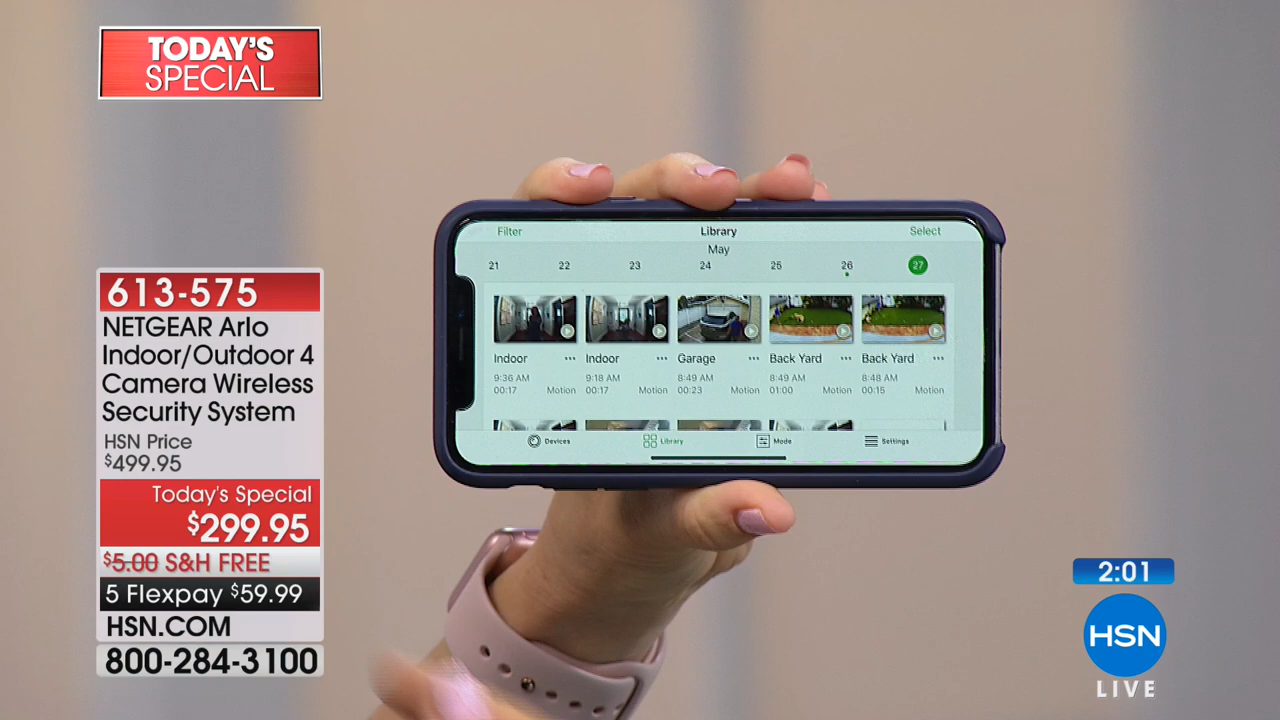 TODAY'S
SPECIAL
613-575
NETGEAR Arlo
Indoor/Outdoor 4
Camera Wireless
Security System
HSN Price
$499.95
Today's Special
$299.95
$5.00 S&H FREE
5 Flexpay $59.99
HSN.COM
800-284-3100
Filter Library Select
May
21 22 23 24 25 26 27
Indoor ••• Indoor ••• Garage ••• Back Yard ••• Back Yard •••
9:36 AM 9:18 AM 8:49 AM 8:49 AM 8:48 AM
00:17 Motion 00:17 Motion 00:23 Motion 01:00 Motion 00:15 Motion
Devices Library Mode Settings
2:01
HSN
LIVE